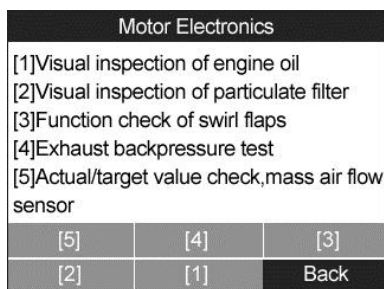 Motor Electronics
[1]Visual inspection of engine oil
[2]Visual inspection of particulate filter
[3]Function check of swirl flaps
[4]Exhaust backpressure test
[5]Actual/target value check,mass air flow
sensor
[5] [4] [3]
[2] [1] Back